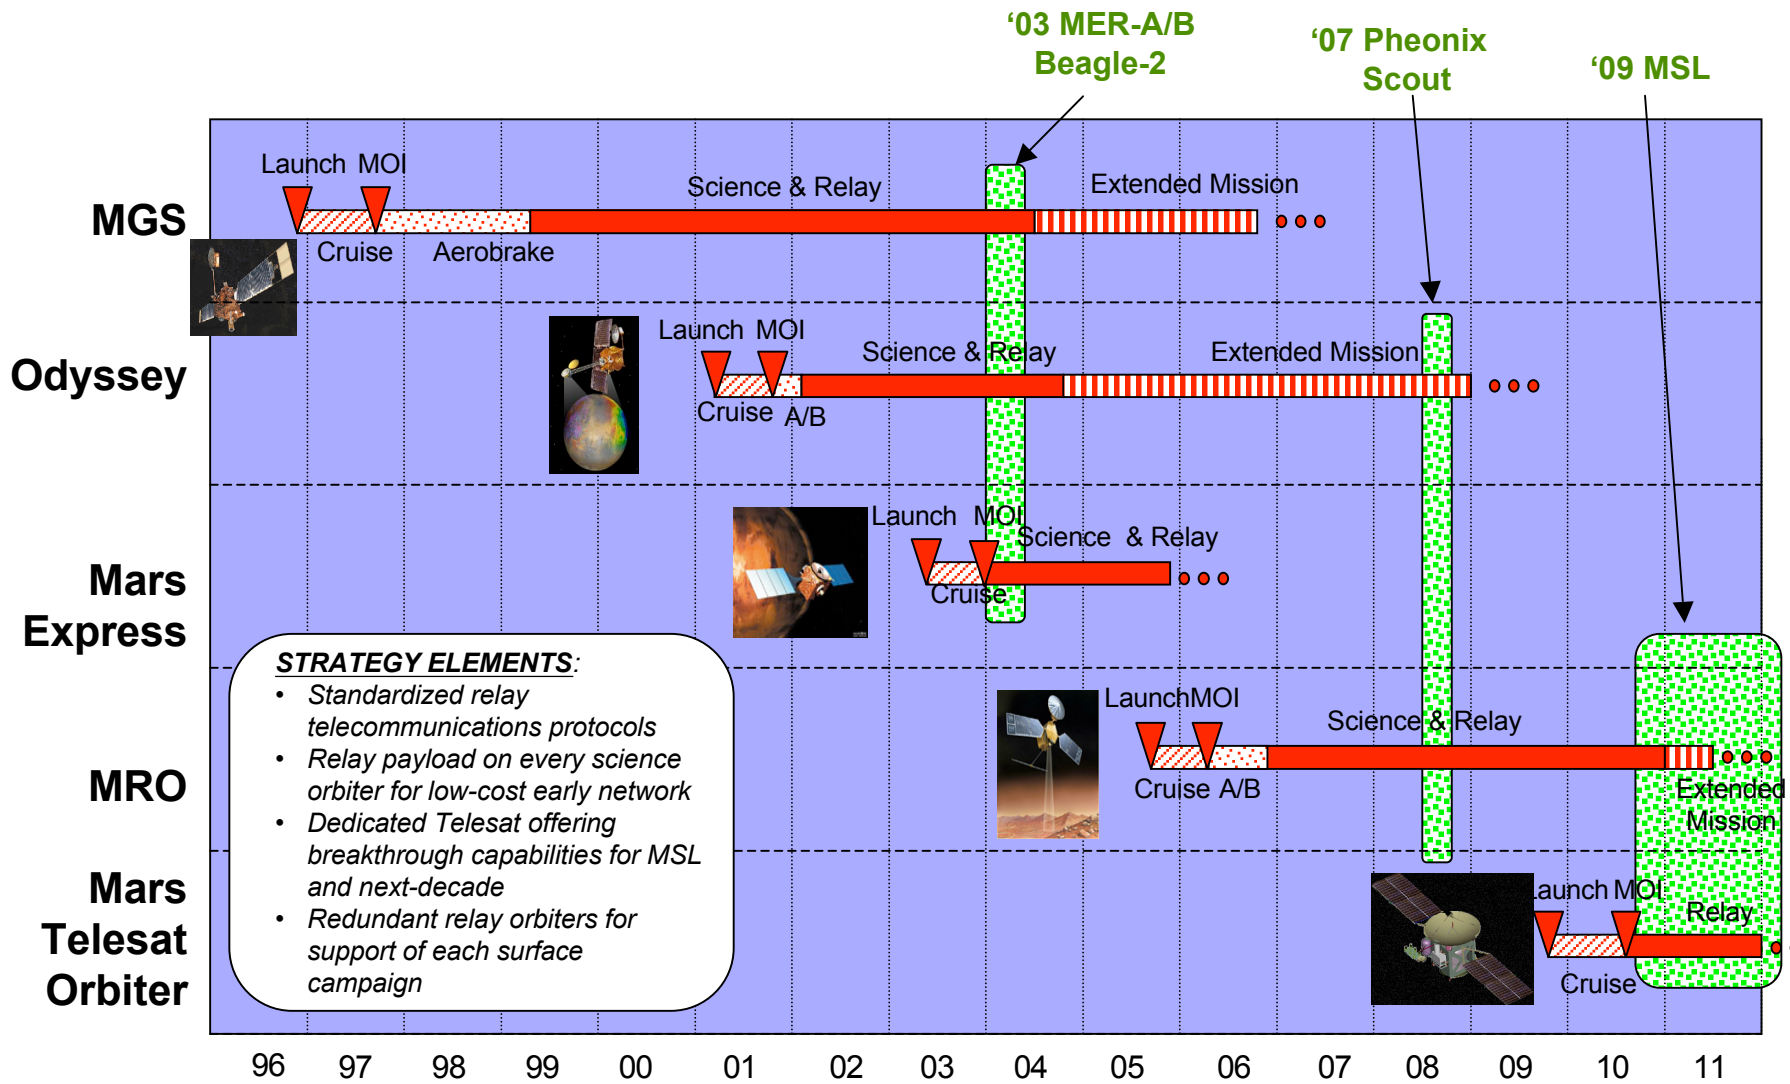 ‘03 MER-A/B
Beagle-2
‘07 Pheonix
Scout
‘09 MSL
MGS
Launch MOI
Science & Relay
Extended Mission
Cruise
Aerobrake
Odyssey
Launch MOI
Science & Relay
Extended Mission
Cruise A/B
Mars
Express
Launch MOI
Science & Relay
Cruise
MRO
Launch MOI
Science & Relay
Cruise A/B
Extended
Mission
Mars
Telesat
Orbiter
Launch MOI
Relay
Cruise
STRATEGY ELEMENTS:
• Standardized relay
telecommunications protocols
• Relay payload on every science
orbiter for low-cost early network
• Dedicated Telesat offering
breakthrough capabilities for MSL
and next-decade
• Redundant relay orbiters for
support of each surface
campaign
96 97 98 99 00 01 02 03 04 05 06 07 08 09 10 11